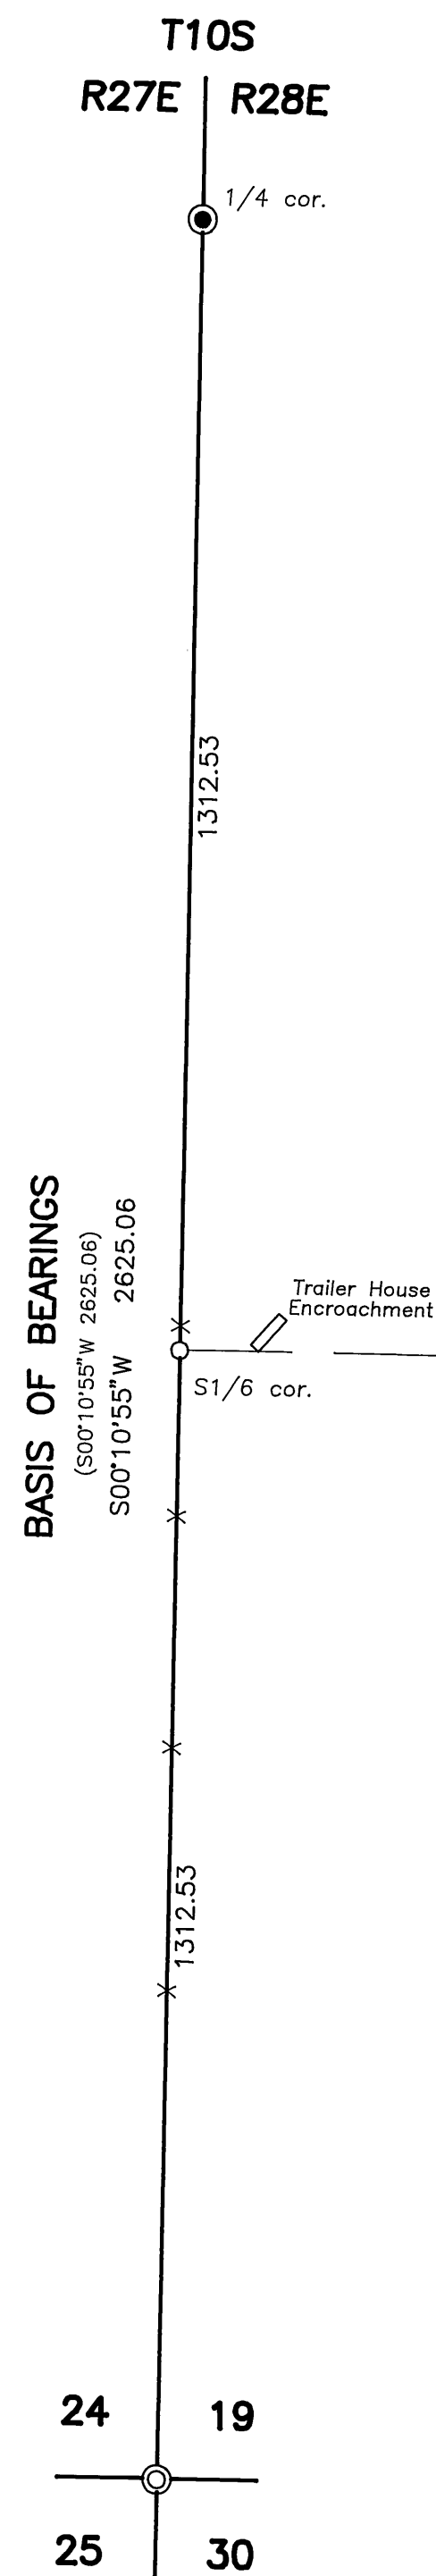 T10S
R27E R28E
1/4 cor.
1312.53
BASIS OF BEARINGS
(S00°10'55"W 2625.06)
S00°10'55"W 2625.06
Trailer House
Encroachment
S1/6 cor.
1312.53
24 19
25 30